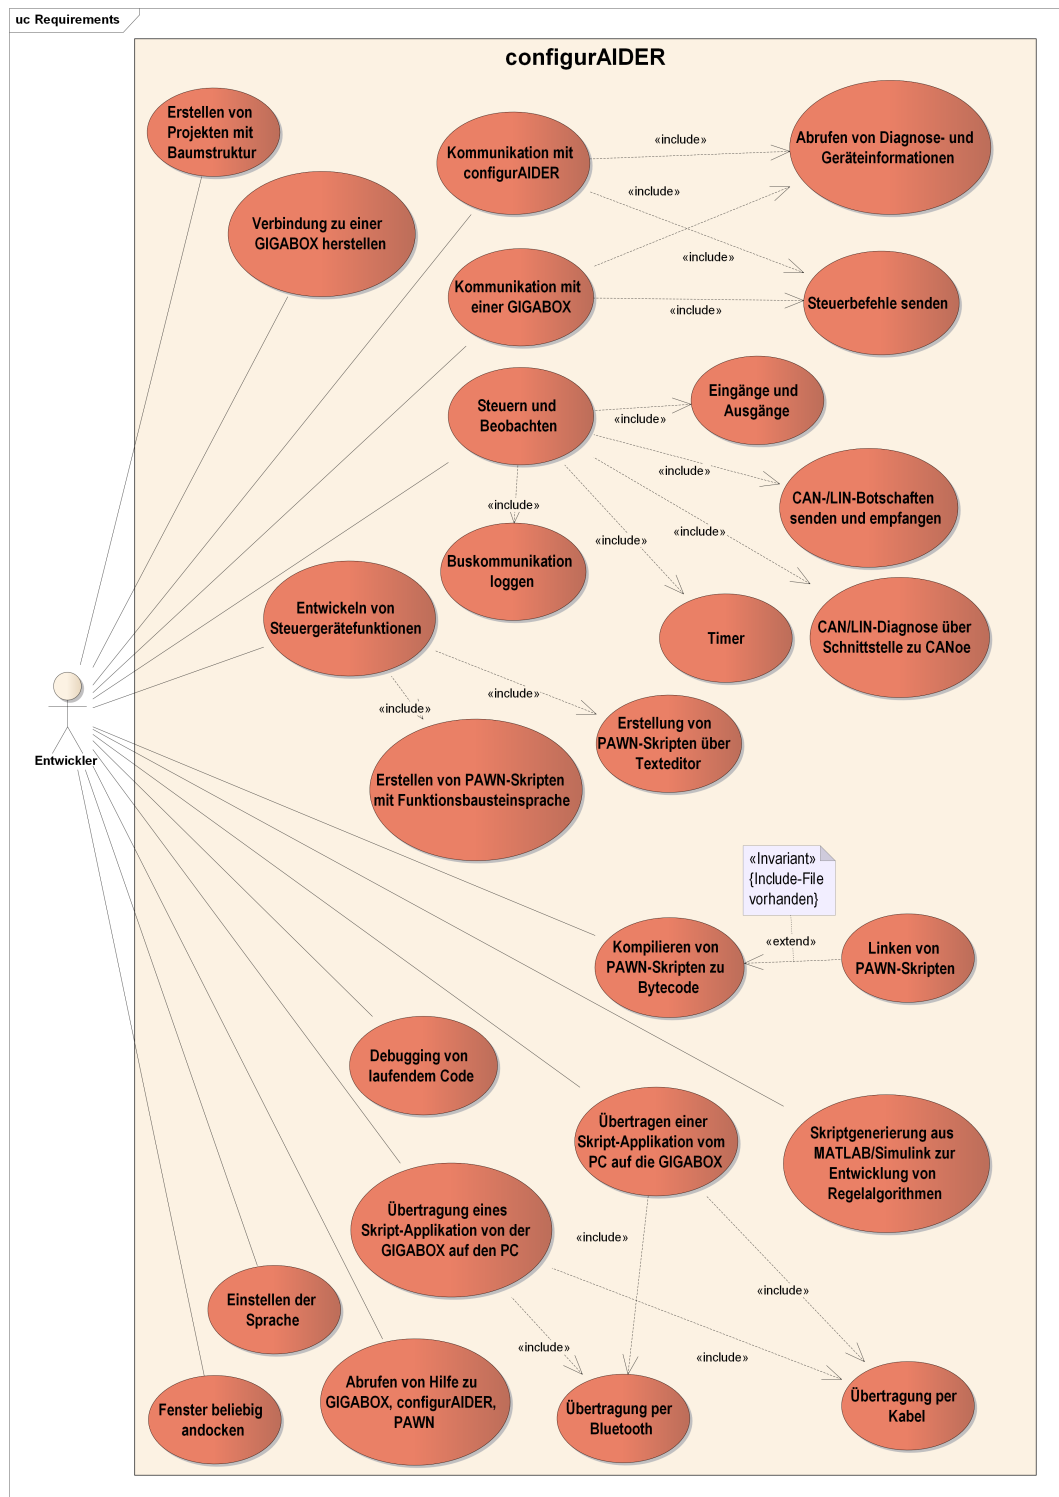 uc Requirements
configurAIDER
Erstellen von
Projekten mit
Baumstruktur
Kommunikation mit
configurAIDER
«include»
Abrufen von Diagnose- und
Geräteinformationen
«include»
Verbindung zu einer
GIGABOX herstellen
«include»
Kommunikation mit
einer GIGABOX
«include»
Steuerbefehle senden
Steuern und
Beobachten
«include»
Eingänge und
Ausgänge
«include»
CAN-/LIN-Botschaften
senden und empfangen
«include»
«include»
«include»
Buskommunikation
loggen
Entwickeln von
Steuergerätefunktionen
Timer
CAN/LIN-Diagnose über
Schnittstelle zu CANoe
«include»
«include»
Erstellung von
PAWN-Skripten über
Texteditor
Entwickler
Erstellen von PAWN-Skripten
mit Funktionsbausteinsprache
«Invariant»
{Include-File
vorhanden}
«extend»
Kompilieren von
PAWN-Skripten zu
Bytecode
Linken von
PAWN-Skripten
Debugging von
laufendem Code
Übertragen einer
Skript-Applikation vom
PC auf die GIGABOX
Skriptgenerierung aus
MATLAB/Simulink zur
Entwicklung von
Regelalgorithmen
Übertragung eines
Skript-Applikation von der
GIGABOX auf den PC
«include»
«include»
Einstellen der
Sprache
«include»
«include»
Abrufen von Hilfe zu
GIGABOX, configurAIDER,
PAWN
Fenster beliebig
andocken
Übertragung per
Bluetooth
Übertragung per
Kabel